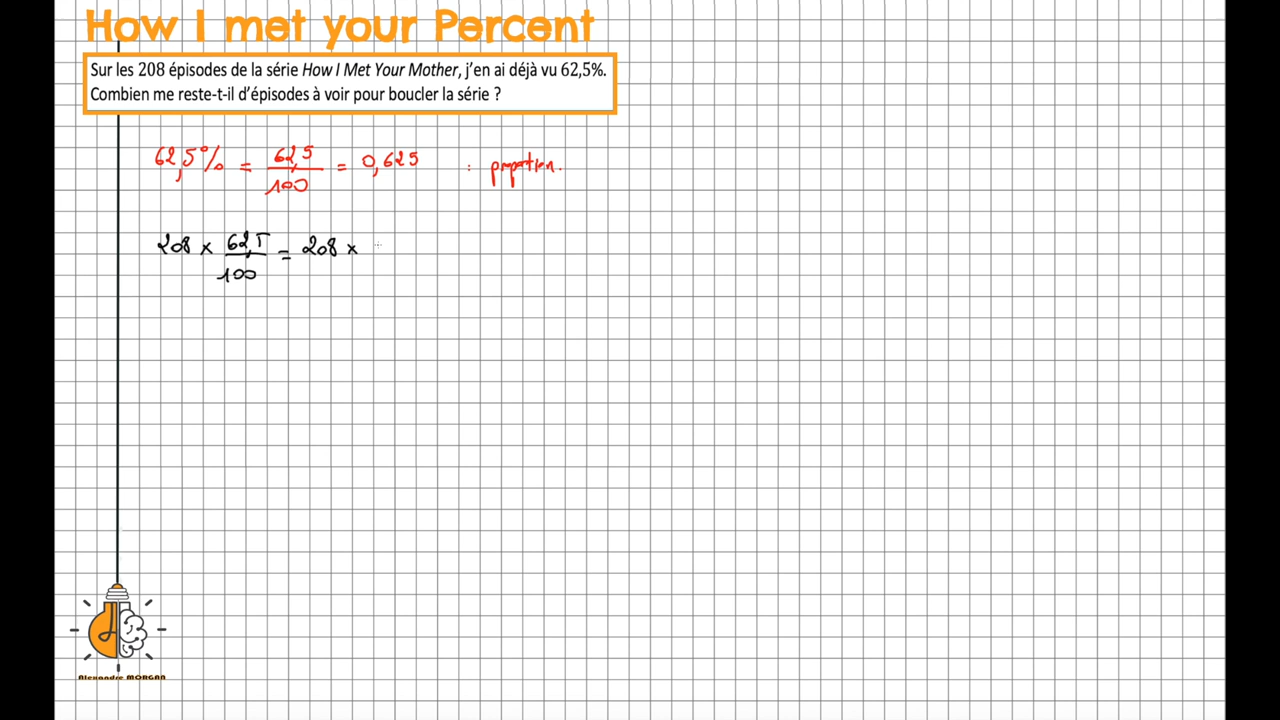 How I met your Percent
Sur les 208 épisodes de la série How I Met Your Mother, j'en ai déjà vu 62,5%.
Combien me reste-t-il d'épisodes à voir pour boucler la série ?
62,5% = 62,5/100 = 0,625 : proportion.
208 × 62,5/100 = 208 ×
Alexandre MORGAN